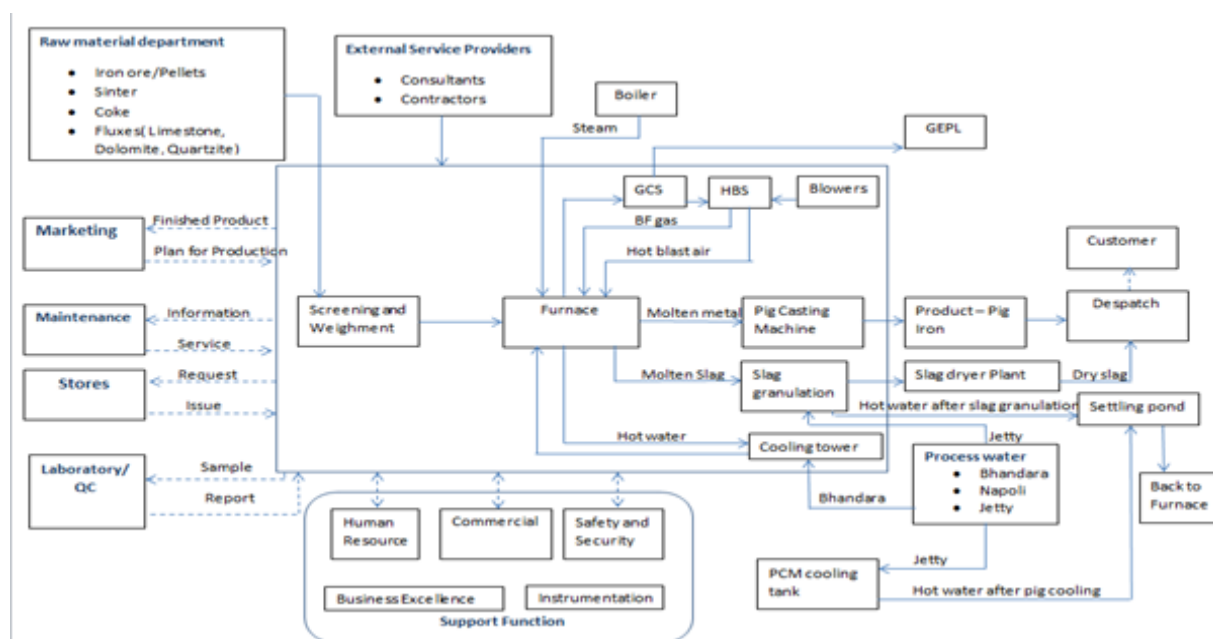 Raw material department
• Iron ore/Pellets
• Sinter
• Coke
• Fluxes( Limestone,
Dolomite, Quartzite)
External Service Providers
• Consultants
• Contractors
Boiler
Steam
GEPL
GCS
HBS
Blowers
BF gas
Hot blast air
Marketing
Finished Product
Plan for Production
Customer
Maintenance
Information
Service
Screening and
Weighment
Furnace
Molten metal
Pig Casting
Machine
Product – Pig
Iron
Despatch
Stores
Request
Issue
Molten Slag
Slag
granulation
Slag dryer Plant
Dry slag
Hot water after slag granulation
Settling pond
Hot water
Cooling tower
Jetty
Process water
• Bhandara
• Napoli
• Jetty
Bhandara
Back to
Furnace
Laboratory/
QC
Sample
Report
Human
Resource
Commercial
Safety and
Security
Jetty
PCM cooling
tank
Hot water after pig cooling
Business Excellence
Instrumentation
Support Function